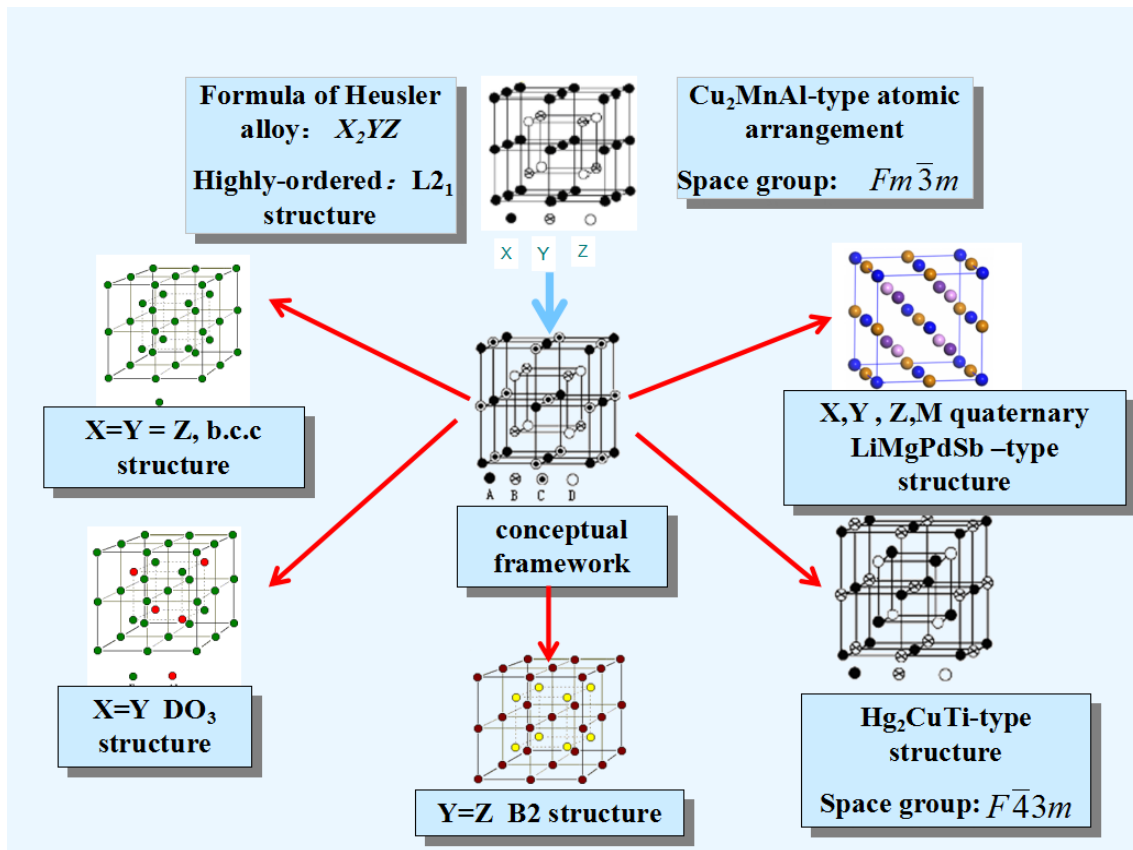 Formula of Heusler
alloy： X₂YZ
Highly-ordered：L2₁
structure
Cu₂MnAl-type atomic
arrangement
Space group: Fm3̅m
X Y Z
A B C D
X=Y = Z, b.c.c
structure
X,Y , Z,M quaternary
LiMgPdSb –type
structure
conceptual
framework
X=Y DO₃
structure
Y=Z B2 structure
Hg₂CuTi-type
structure
Space group: F4̅3m